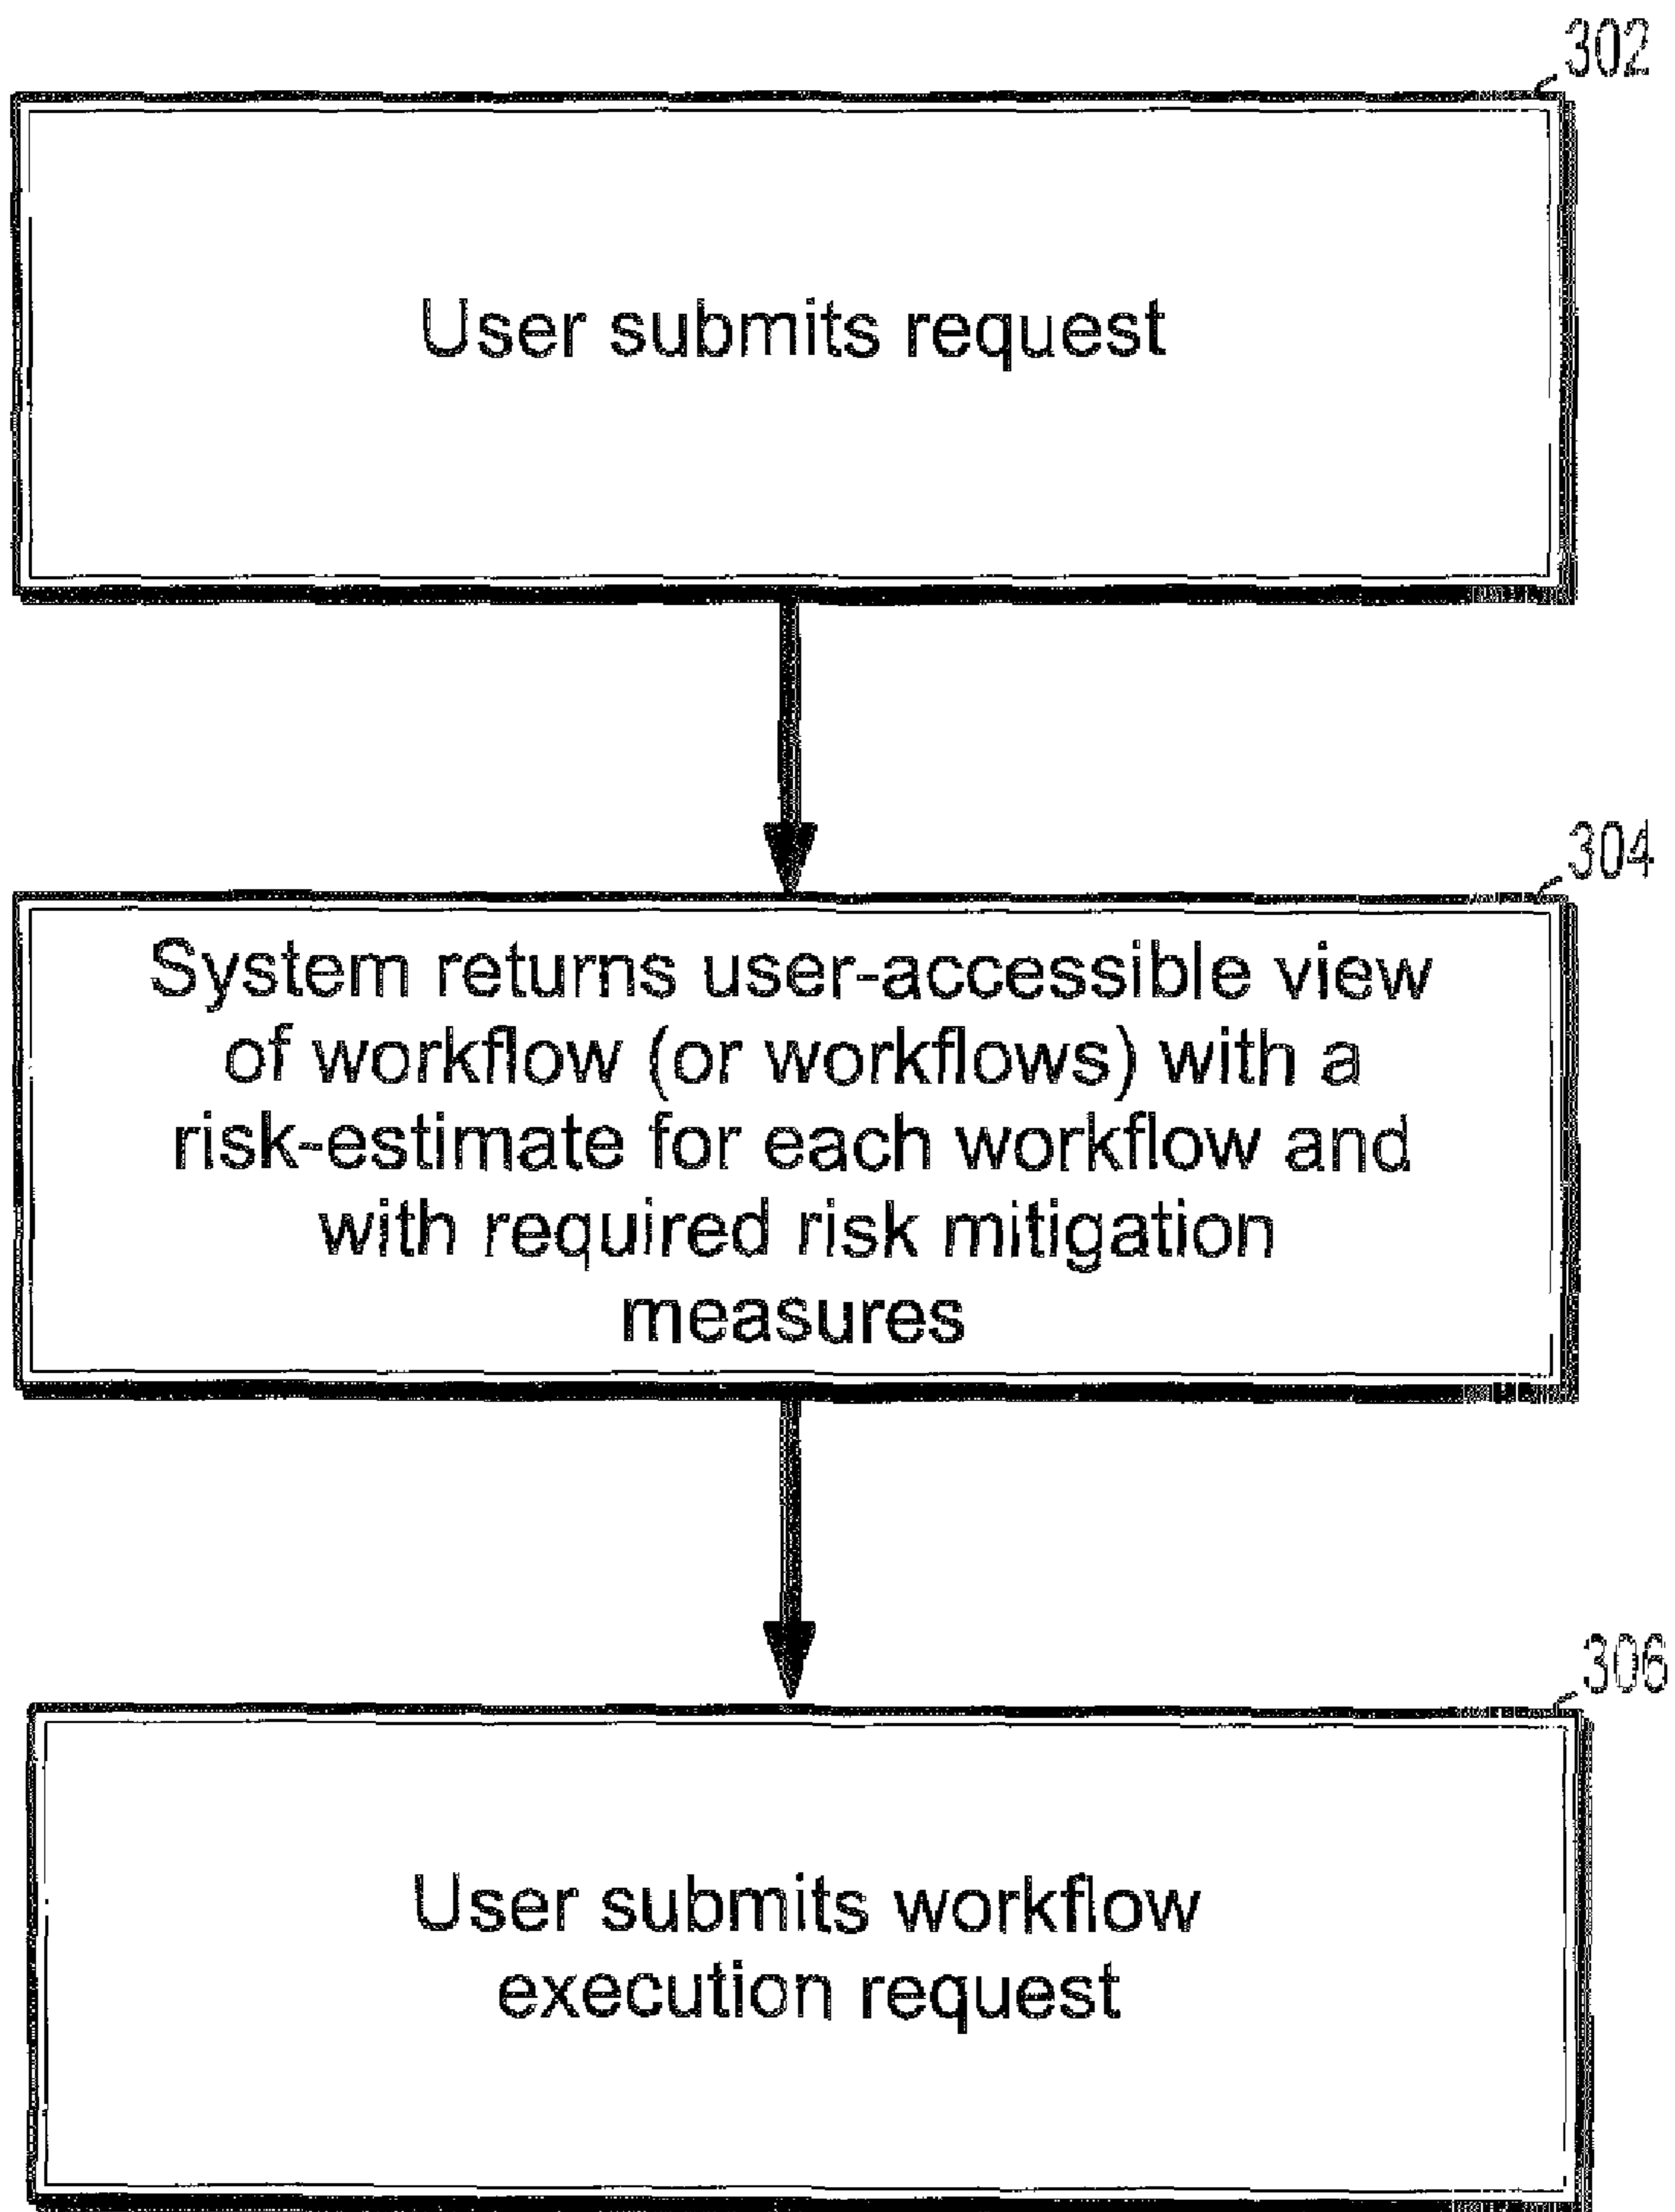 302
User submits request
304
System returns user-accessible view
of workflow (or workflows) with a
risk-estimate for each workflow and
with required risk mitigation
measures
306
User submits workflow
execution request